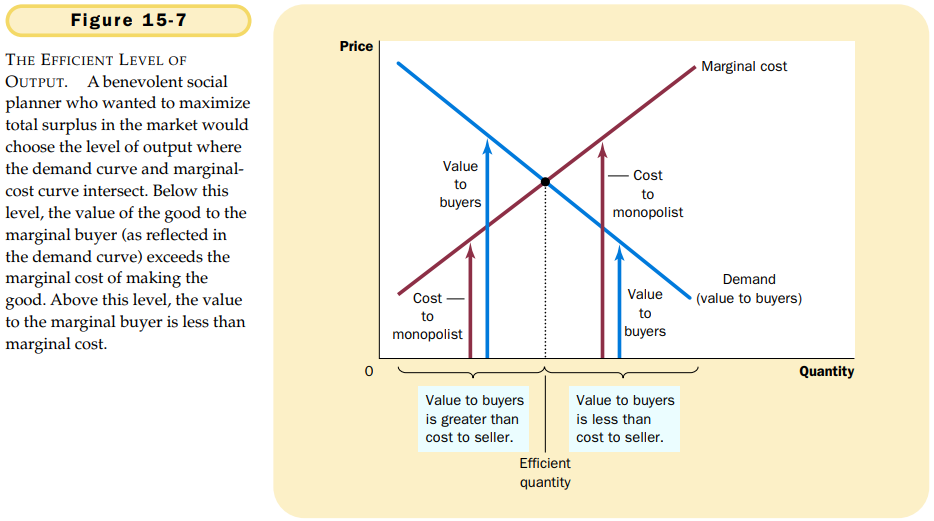 Figure 15-7
THE EFFICIENT LEVEL OF
OUTPUT. A benevolent social
planner who wanted to maximize
total surplus in the market would
choose the level of output where
the demand curve and marginal-
cost curve intersect. Below this
level, the value of the good to the
marginal buyer (as reflected in
the demand curve) exceeds the
marginal cost of making the
good. Above this level, the value
to the marginal buyer is less than
marginal cost.
Price
Marginal cost
Value
to
buyers
Cost
to
monopolist
Cost
to
monopolist
Value
to
buyers
Demand
(value to buyers)
0
Quantity
Value to buyers
is greater than
cost to seller.
Value to buyers
is less than
cost to seller.
Efficient
quantity